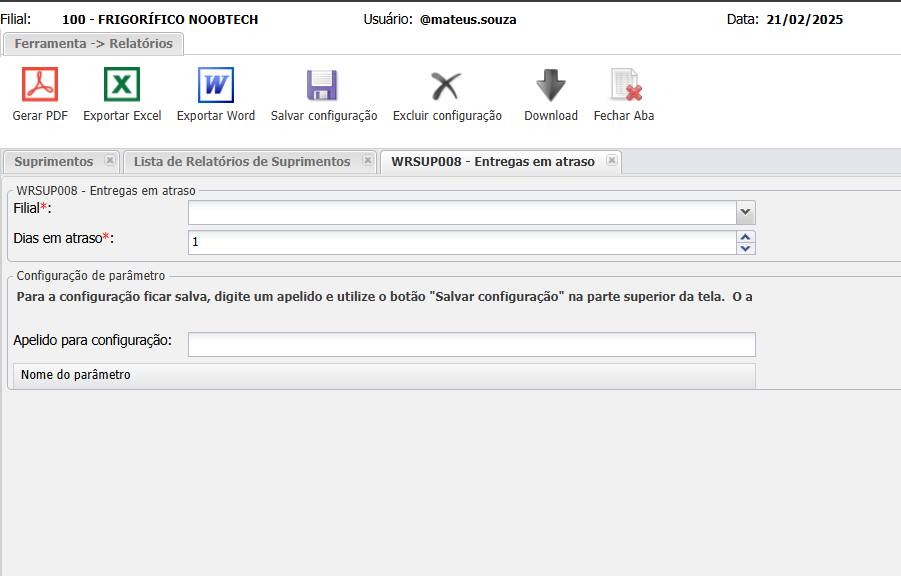 Filial: 100 - FRIGORÍFICO NOOBTECH Usuário: @mateus.souza Data: 21/02/2025
Ferramenta -> Relatórios
Gerar PDF Exportar Excel Exportar Word Salvar configuração Excluir configuração Download Fechar Aba
Suprimentos Lista de Relatórios de Suprimentos WRSUP008 - Entregas em atraso
WRSUP008 - Entregas em atraso
Filial*:
Dias em atraso*: 1
Configuração de parâmetro
Para a configuração ficar salva, digite um apelido e utilize o botão "Salvar configuração" na parte superior da tela. O a
Apelido para configuração:
Nome do parâmetro